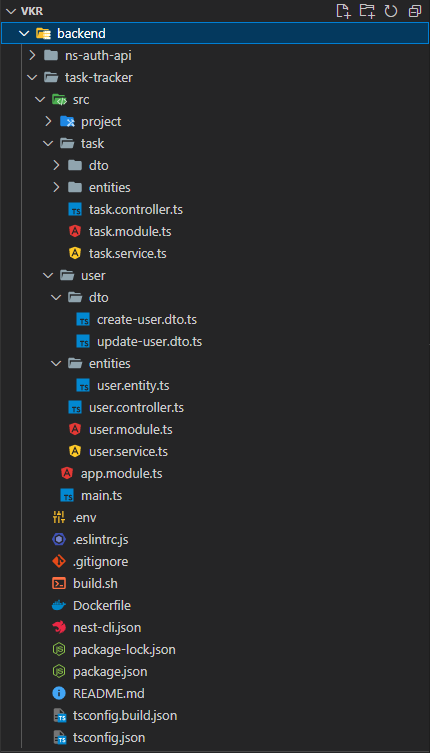 VKR
backend
ns-auth-api
task-tracker
src
project
task
dto
entities
task.controller.ts
task.module.ts
task.service.ts
user
dto
create-user.dto.ts
update-user.dto.ts
entities
user.entity.ts
user.controller.ts
user.module.ts
user.service.ts
app.module.ts
main.ts
.env
.eslintrc.js
.gitignore
build.sh
Dockerfile
nest-cli.json
package-lock.json
package.json
README.md
tsconfig.build.json
tsconfig.json